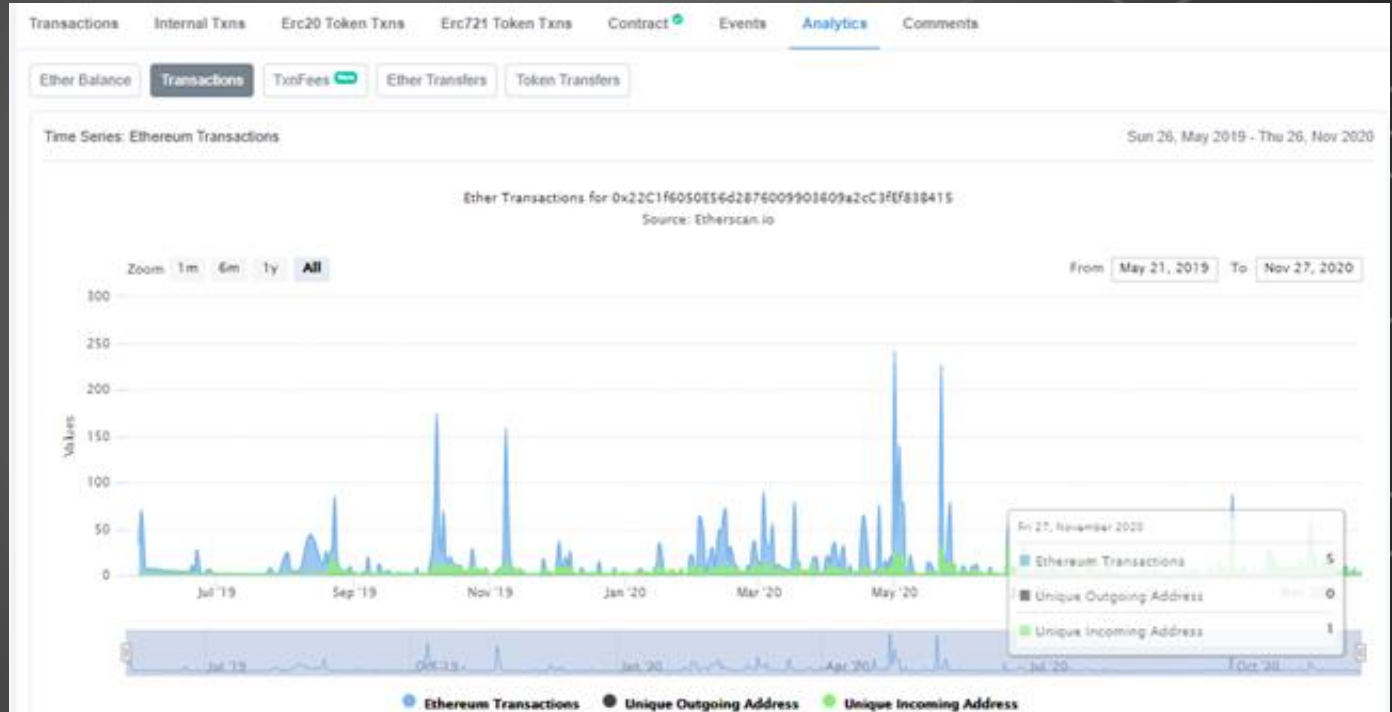 Transactions Internal Txns Erc20 Token Txns Erc721 Token Txns Contract Events Analytics Comments
Ether Balance Transactions TxnFees New Ether Transfers Token Transfers
Time Series: Ethereum Transactions Sun 26, May 2019 - Thu 26, Nov 2020
Ether Transactions for 0x22C1f6050E56d2876009903609a2cC3fEf838415
Source: Etherscan.io
Zoom 1m 6m 1y All From May 21, 2019 To Nov 27, 2020
300
250
200
150
100
50
0
Values
Jul '19 Sep '19 Nov '19 Jan '20 Mar '20 May '20
Fri 27, November 2020
Ethereum Transactions 5
Unique Outgoing Address 0
Unique Incoming Address 1
Jul '19 Oct '19 Jan '20 Apr '20 Jul '20 Oct '20
Ethereum Transactions Unique Outgoing Address Unique Incoming Address